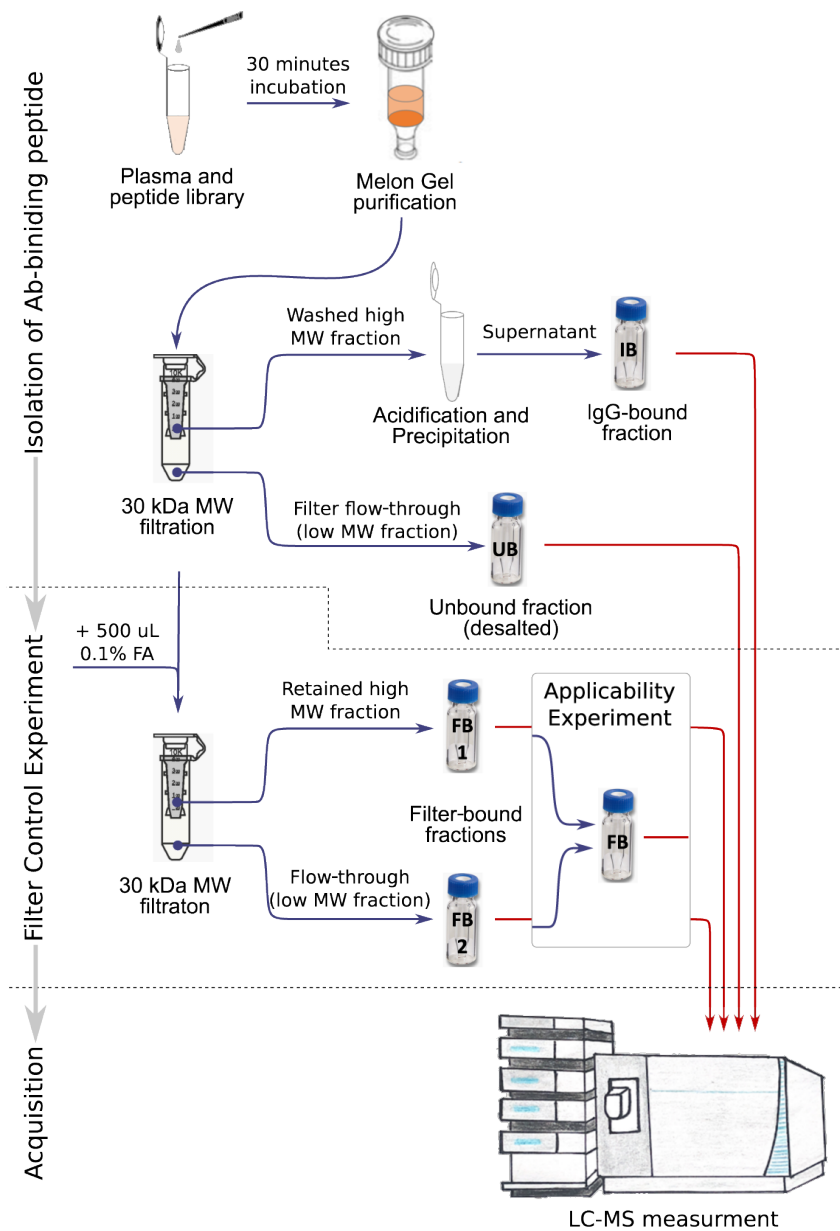 30 minutes
incubation
Plasma and
peptide library
Melon Gel
purification
Isolation of Ab-biniding peptide
Washed high
MW fraction
Supernatant
IB
Acidification and
Precipitation
IgG-bound
fraction
10K
3≡
2≡
1≡
30 kDa MW
filtration
Filter flow-through
(low MW fraction)
UB
Unbound fraction
(desalted)
Filter Control Experiment
+ 500 uL
0.1% FA
Retained high
MW fraction
FB
1
Applicability
Experiment
Filter-bound
fractions
FB
30 kDa MW
filtraton
Flow-through
(low MW fraction)
FB
2
Acquisition
LC-MS measurment